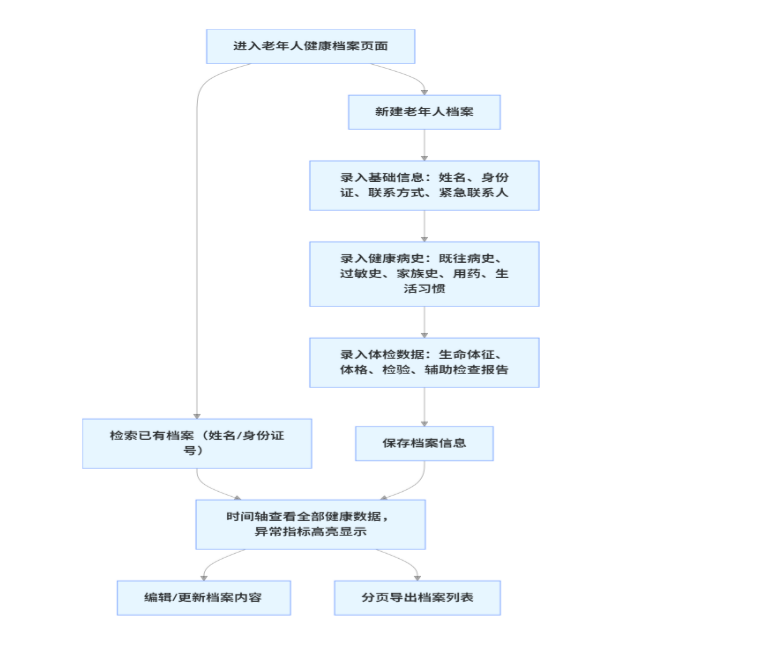 进入老年人健康档案页面
新建老年人档案
录入基础信息：姓名、身份
证、联系方式、紧急联系人
录入健康病史：既往病史、
过敏史、家族史、用药、生
活习惯
录入体检数据：生命体征、
体格、检验、辅助检查报告
检索已有档案（姓名/身份证
号）
保存档案信息
时间轴查看全部健康数据，
异常指标高亮显示
编辑/更新档案内容
分页导出档案列表